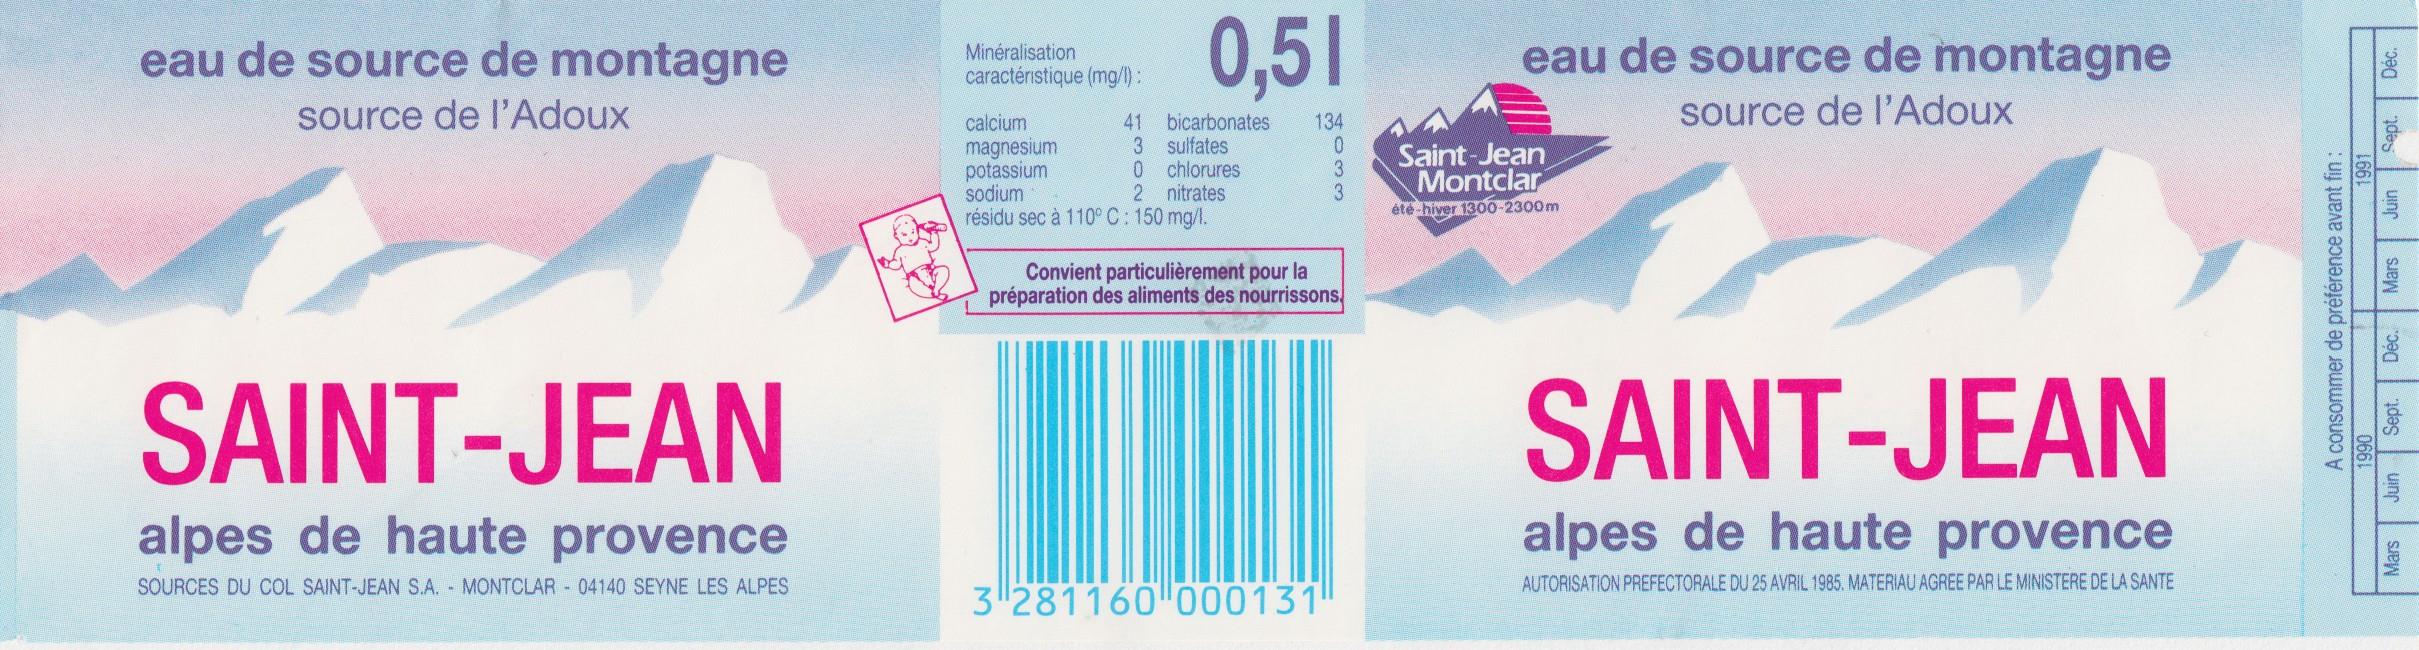 eau de source de montagne
source de l'Adoux
SAINT-JEAN
alpes de haute provence
SOURCES DU COL SAINT-JEAN S.A. - MONTCLAR - 04140 SEYNE LES ALPES
Minéralisation
caractéristique (mg/l) :
0,5 l
calcium 41 bicarbonates 134
magnesium 3 sulfates 0
potassium 0 chlorures 3
sodium 2 nitrates 3
résidu sec à 110° C : 150 mg/l.
Convient particulièrement pour la
préparation des aliments des nourrissons.
3 281160 000131
eau de source de montagne
source de l'Adoux
Saint-Jean
Montclar
été-hiver 1300-2300m
SAINT-JEAN
alpes de haute provence
AUTORISATION PREFECTORALE DU 25 AVRIL 1985. MATERIAU AGREE PAR LE MINISTERE DE LA SANTE
A consommer de préférence avant fin :
1990 1991
Mars Juin Sept. Déc. Mars Juin Sept. Déc.